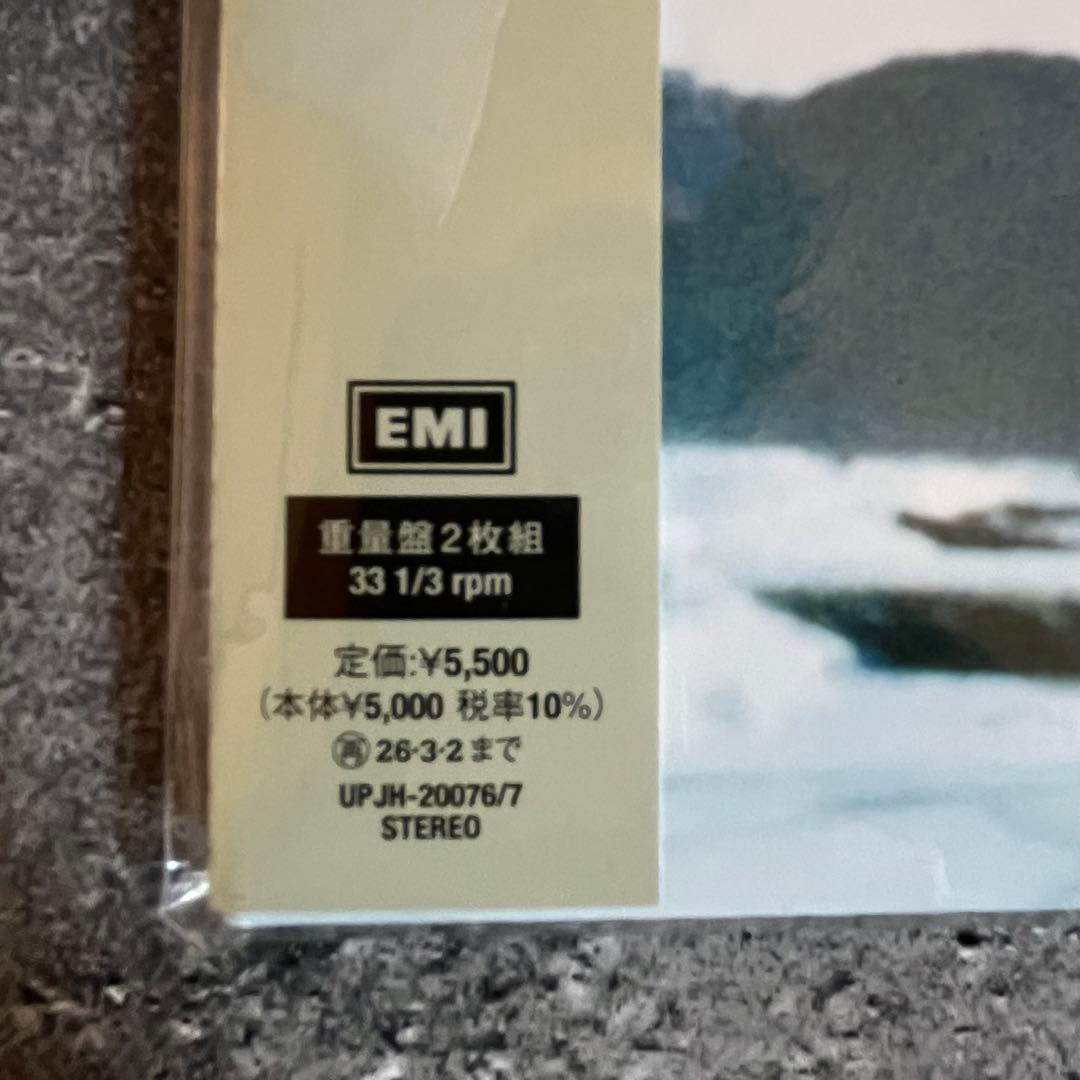 EMI
重量盤2枚組
33 1/3 rpm
定価:¥5,500
(本体¥5,000 税率10%)
㊢ 26・3・2まで
UPJH-20076/7
STEREO